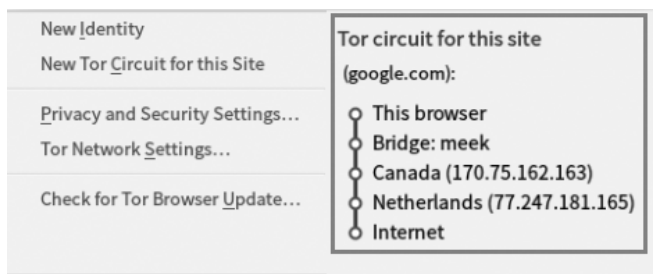 New Identity
New Tor Circuit for this Site
Privacy and Security Settings...
Tor Network Settings...
Check for Tor Browser Update...
Tor circuit for this site
(google.com):
This browser
Bridge: meek
Canada (170.75.162.163)
Netherlands (77.247.181.165)
Internet